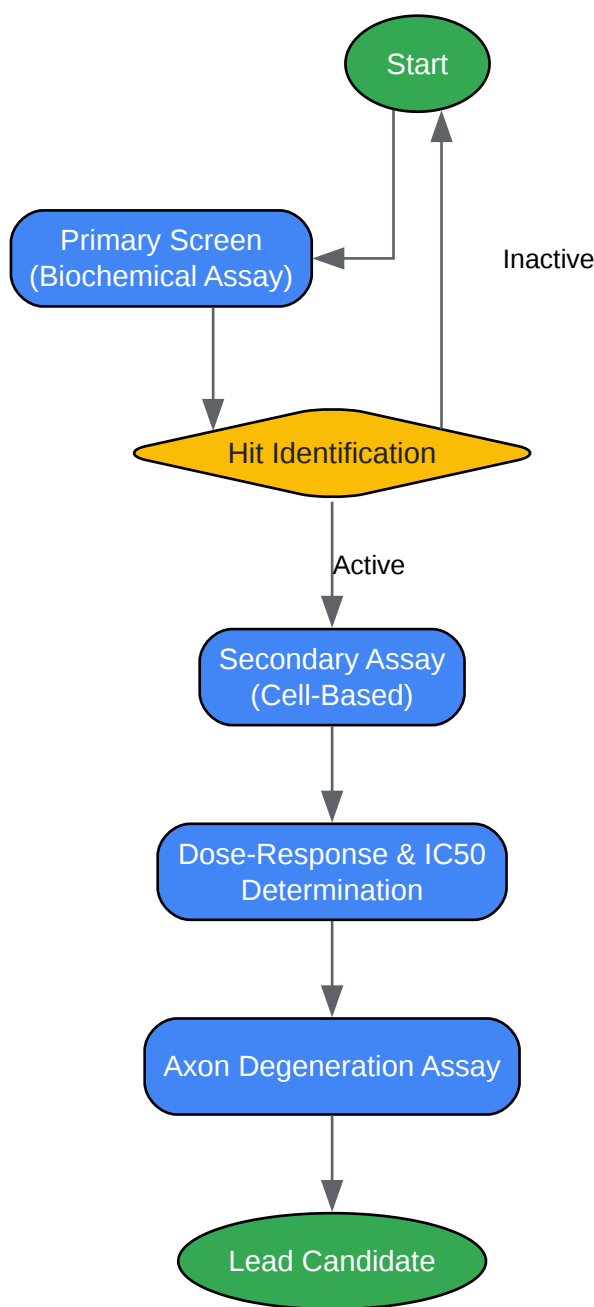 Start
Primary Screen
(Biochemical Assay)
Inactive
Hit Identification
Active
Secondary Assay
(Cell-Based)
Dose-Response & IC50
Determination
Axon Degeneration Assay
Lead Candidate